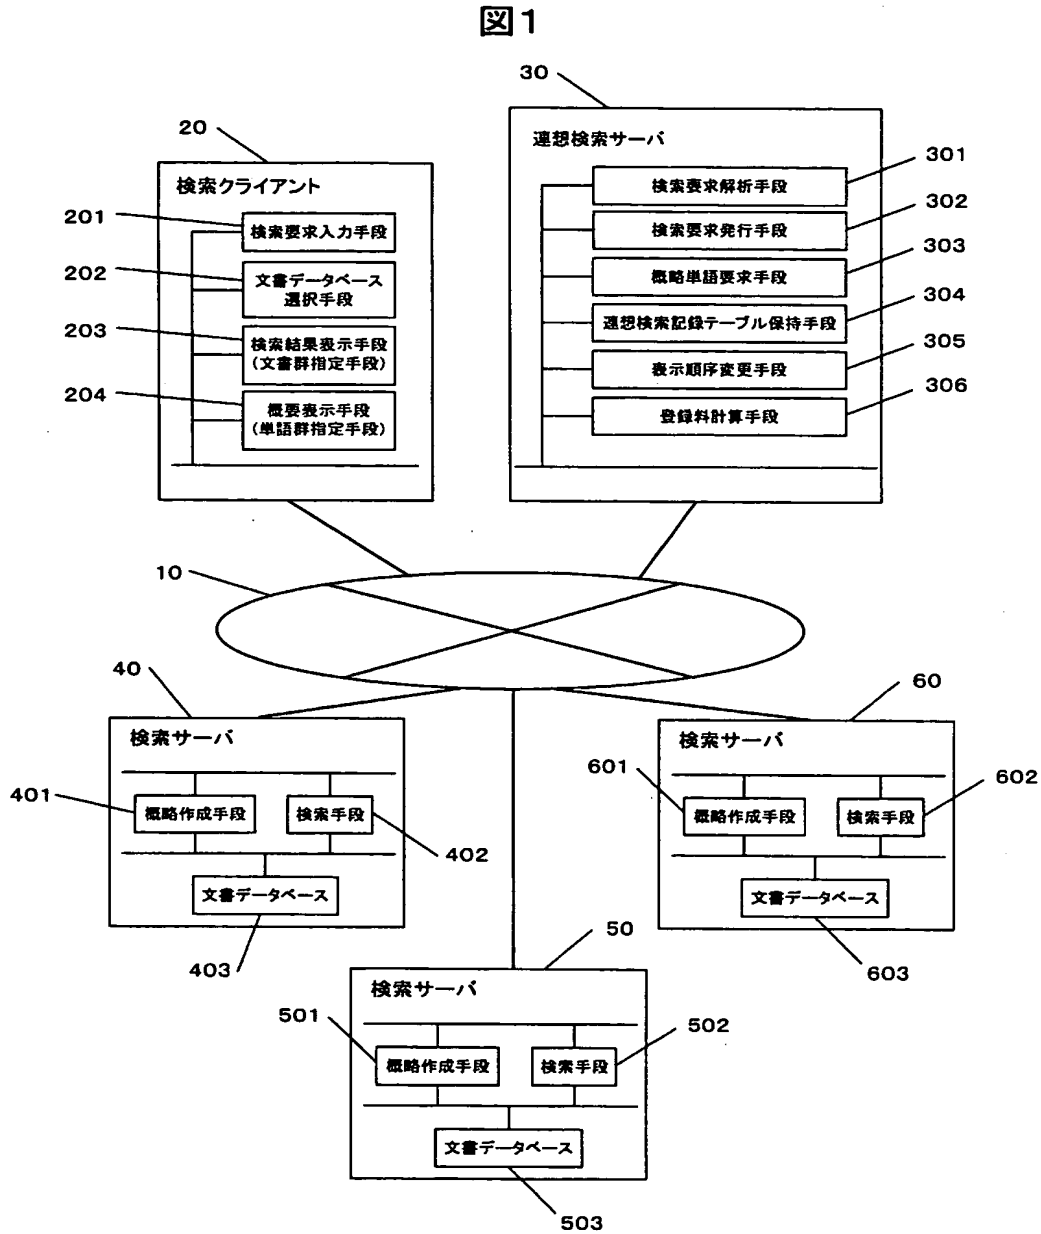 図1
30
連想検索サーバ
検索要求解析手段
301
検索要求発行手段
302
概略単語要求手段
303
連想検索記録テーブル保持手段
304
表示順序変更手段
305
登録料計算手段
306
20
検索クライアント
201
検索要求入力手段
202
文書データベース
選択手段
203
検索結果表示手段
(文書群指定手段)
204
概要表示手段
(単語群指定手段)
10
40
検索サーバ
401
概略作成手段
検索手段
402
文書データベース
403
60
検索サーバ
601
概略作成手段
検索手段
602
文書データベース
603
50
検索サーバ
501
概略作成手段
検索手段
502
文書データベース
503